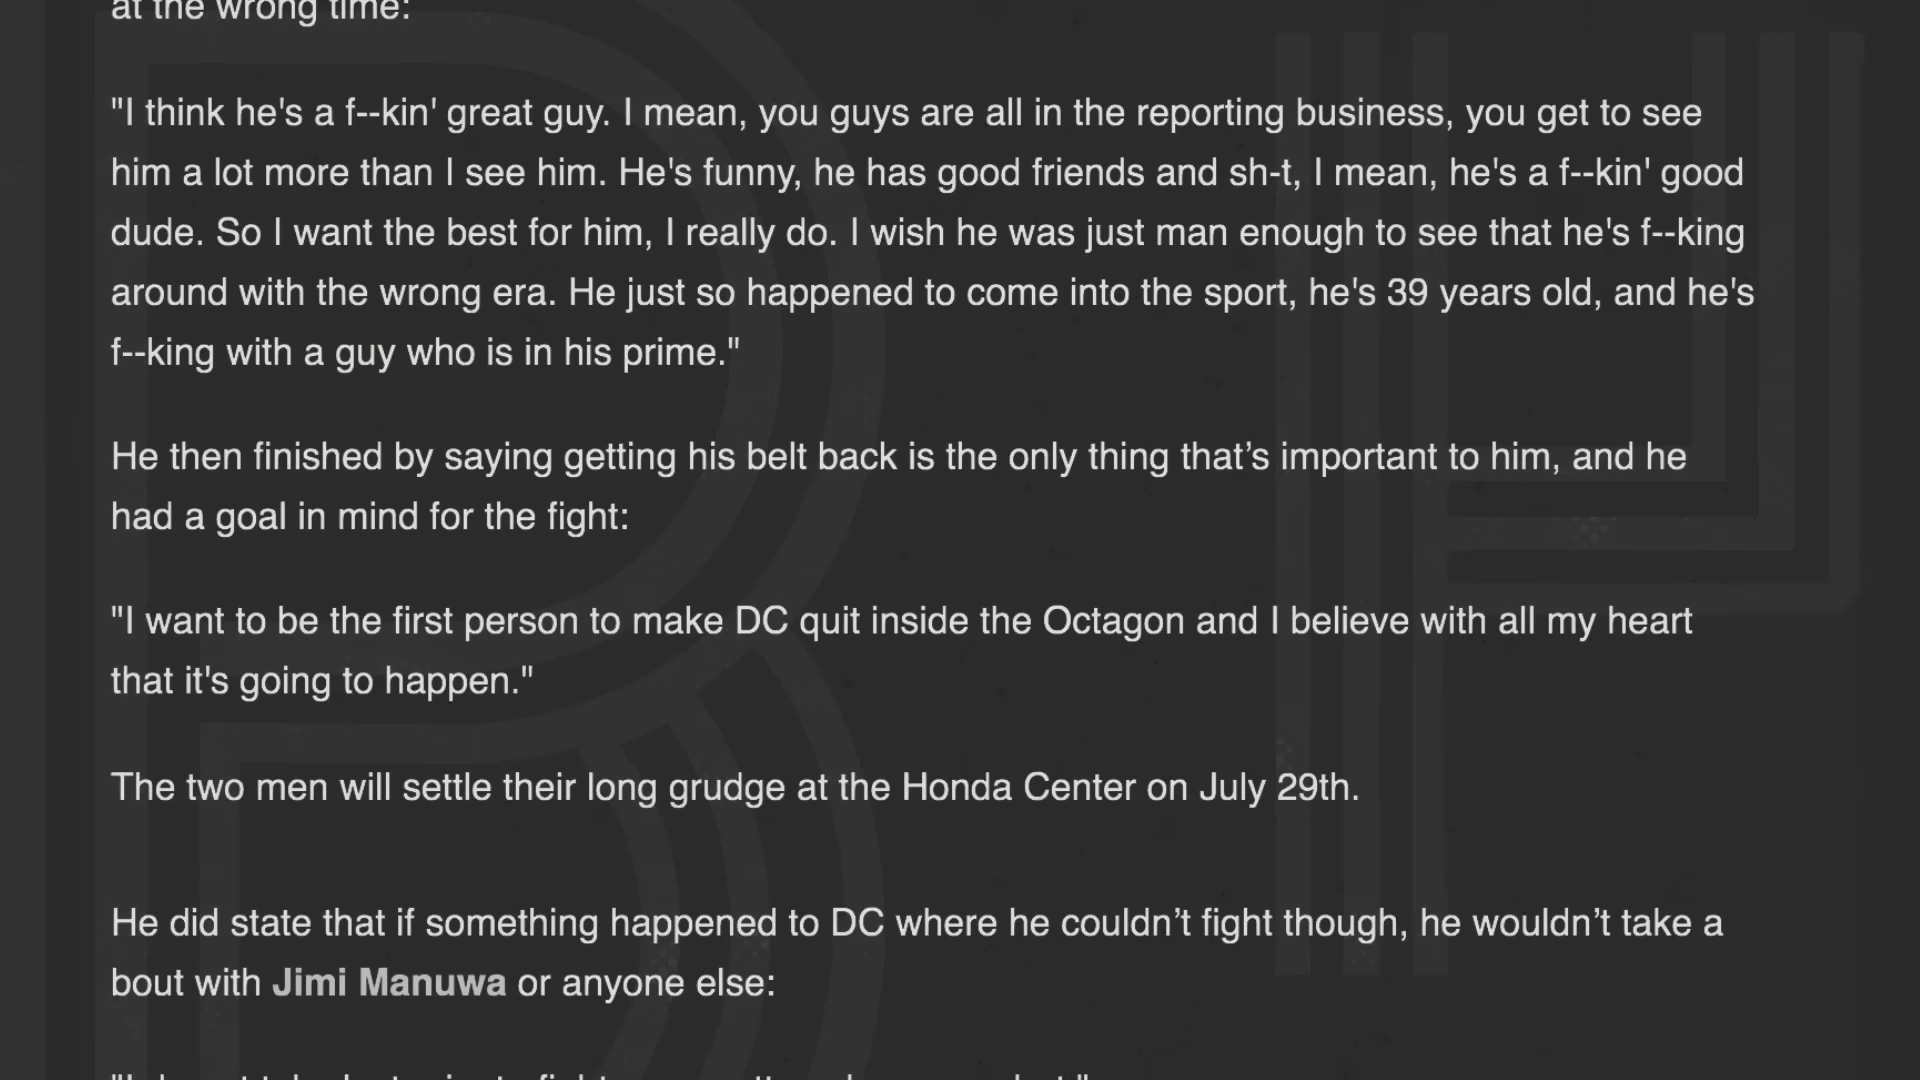 at the wrong time:
"I think he's a f--kin' great guy. I mean, you guys are all in the reporting business, you get to see
him a lot more than I see him. He's funny, he has good friends and sh-t, I mean, he's a f--kin' good
dude. So I want the best for him, I really do. I wish he was just man enough to see that he's f--king
around with the wrong era. He just so happened to come into the sport, he's 39 years old, and he's
f--king with a guy who is in his prime."
He then finished by saying getting his belt back is the only thing that’s important to him, and he
had a goal in mind for the fight:
"I want to be the first person to make DC quit inside the Octagon and I believe with all my heart
that it's going to happen."
The two men will settle their long grudge at the Honda Center on July 29th.
He did state that if something happened to DC where he couldn’t fight though, he wouldn’t take a
bout with Jimi Manuwa or anyone else: